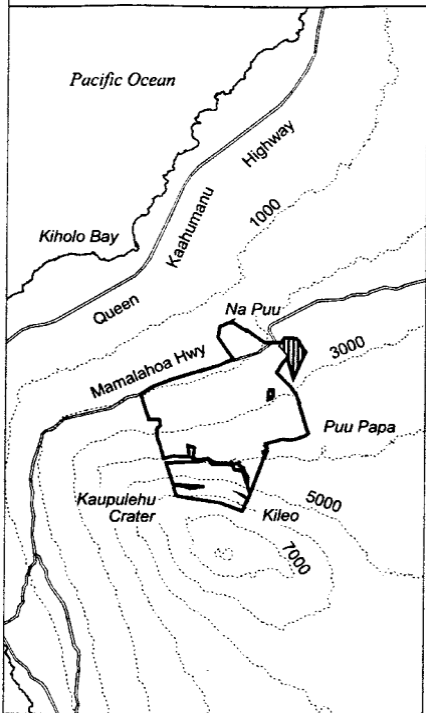 Pacific Ocean
Highway
1000
Kaahumanu
Kiholo Bay
Queen
Na Puu
3000
Mamalahoa Hwy
Puu Papa
Kaupulehu
Crater
5000
Kileo
7000